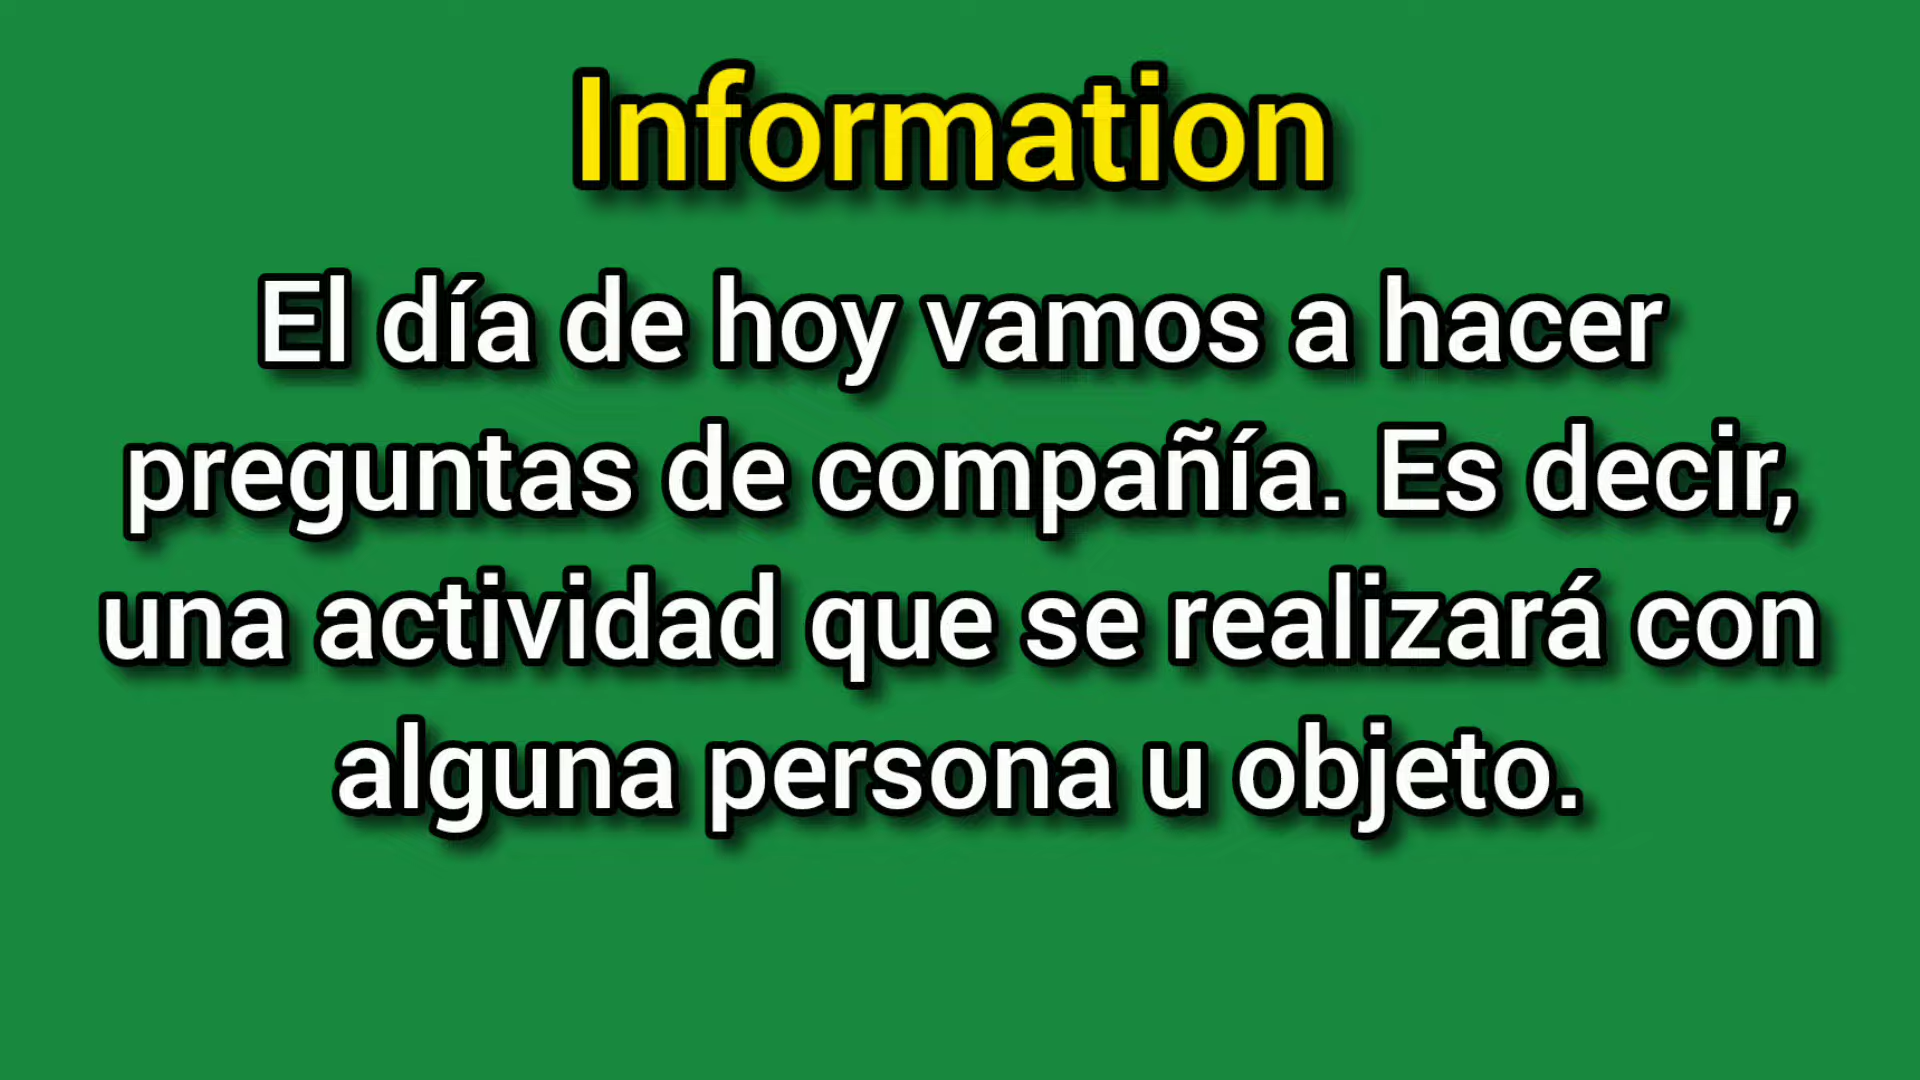 Information
El día de hoy vamos a hacer
preguntas de compañía. Es decir,
una actividad que se realizará con
alguna persona u objeto.